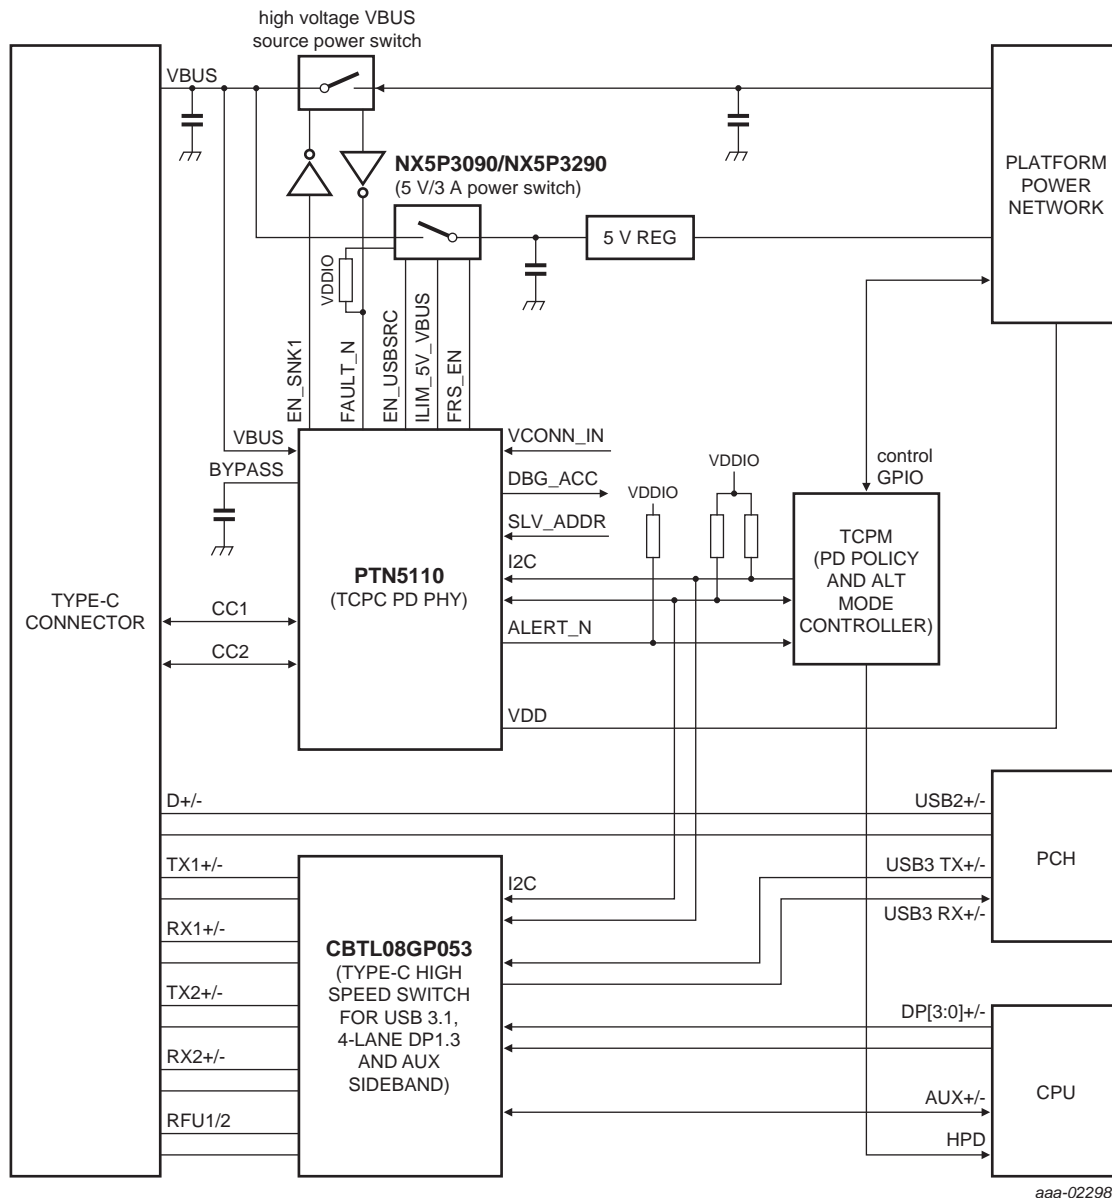 high voltage VBUS
source power switch
VBUS
NX5P3090/NX5P3290
(5 V/3 A power switch)
PLATFORM
POWER
NETWORK
5 V REG
VDDIO
EN_SNK1
FAULT_N
EN_USBSRC
ILIM_5V_VBUS
FRS_EN
VBUS
BYPASS
VCONN_IN
DBG_ACC
SLV_ADDR
I2C
ALERT_N
VDD
VDDIO
VDDIO
control
GPIO
PTN5110
(TCPC PD PHY)
TCPM
(PD POLICY
AND ALT
MODE
CONTROLLER)
TYPE-C
CONNECTOR
CC1
CC2
D+/-
USB2+/-
TX1+/-
RX1+/-
TX2+/-
RX2+/-
RFU1/2
I2C
CBTL08GP053
(TYPE-C HIGH
SPEED SWITCH
FOR USB 3.1,
4-LANE DP1.3
AND AUX
SIDEBAND)
USB3 TX+/-
USB3 RX+/-
PCH
DP[3:0]+/-
AUX+/-
HPD
CPU
aaa-02298